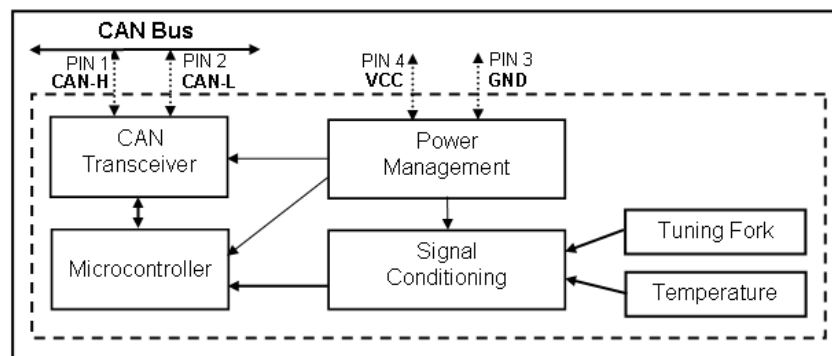 CAN Bus
PIN 1
CAN-H
PIN 2
CAN-L
PIN 4
VCC
PIN 3
GND
CAN
Transceiver
Power
Management
Microcontroller
Signal
Conditioning
Tuning Fork
Temperature